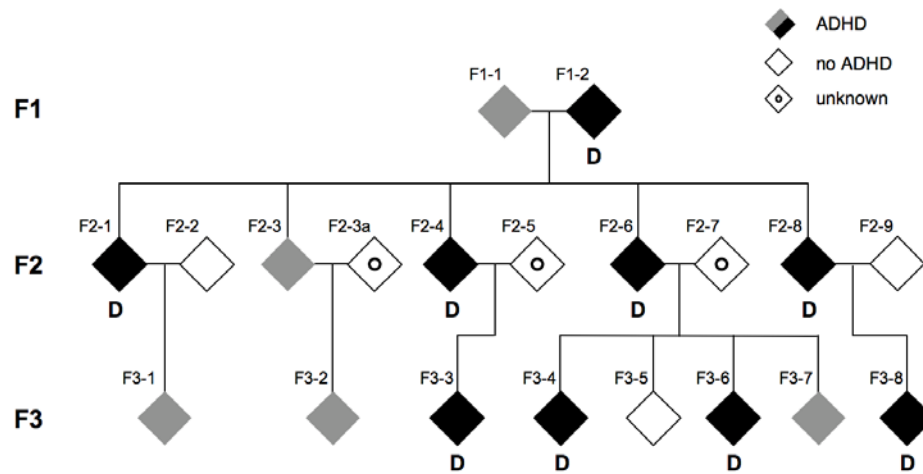 ADHD
no ADHD
unknown
F1
F1-1 F1-2
D
F2
F2-1 F2-2 F2-3 F2-3a F2-4 F2-5 F2-6 F2-7 F2-8 F2-9
D D D D
F3
F3-1 F3-2 F3-3 F3-4 F3-5 F3-6 F3-7 F3-8
D D D D